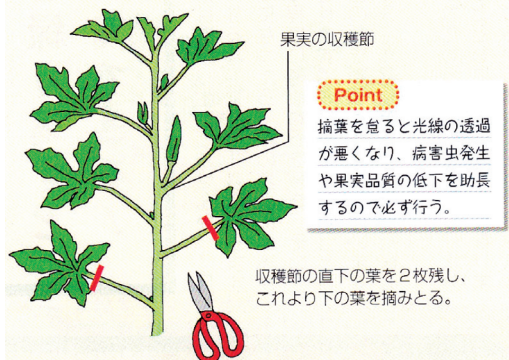 果実の収穫節
Point
摘葉を怠ると光線の透過
が悪くなり、病害虫発生
や果実品質の低下を助長
するので必ず行う。
収穫節の直下の葉を2枚残し、
これより下の葉を摘みとる。